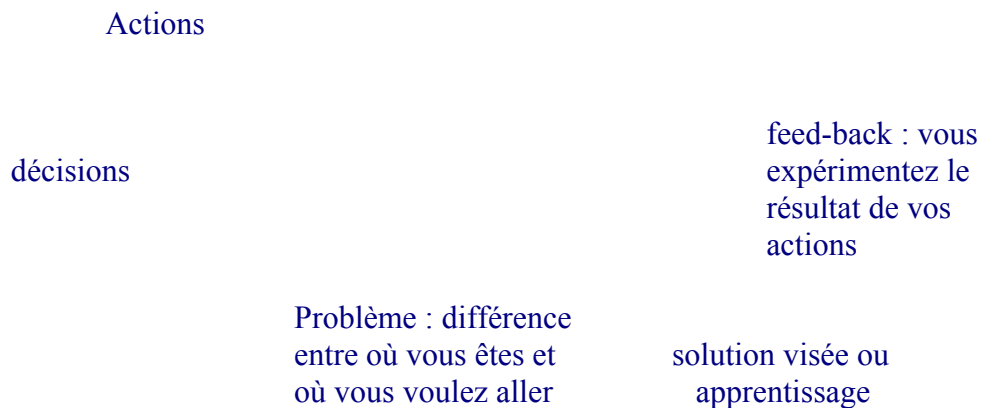 Actions
décisions
feed-back : vous
expérimentez le
résultat de vos
actions
Problème : différence
entre où vous êtes et
où vous voulez aller
solution visée ou
apprentissage